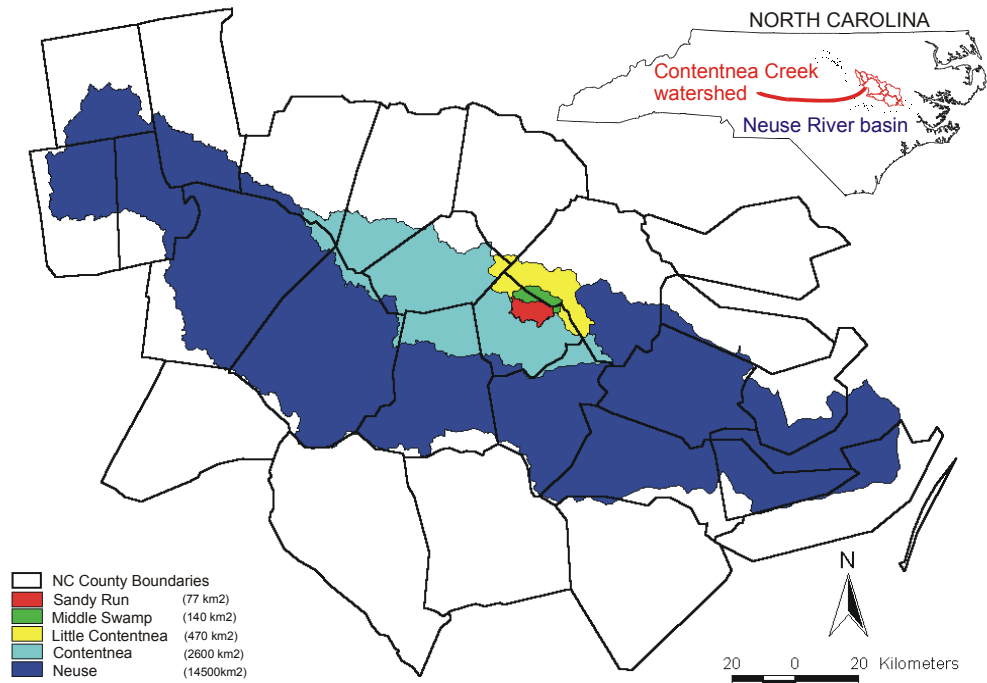 NORTH CAROLINA
Contentnea Creek
watershed
Neuse River basin
NC County Boundaries
Sandy Run (77 km2)
Middle Swamp (140 km2)
Little Contentnea (470 km2)
Contentnea (2600 km2)
Neuse (14500km2)
N
20 0 20 Kilometers